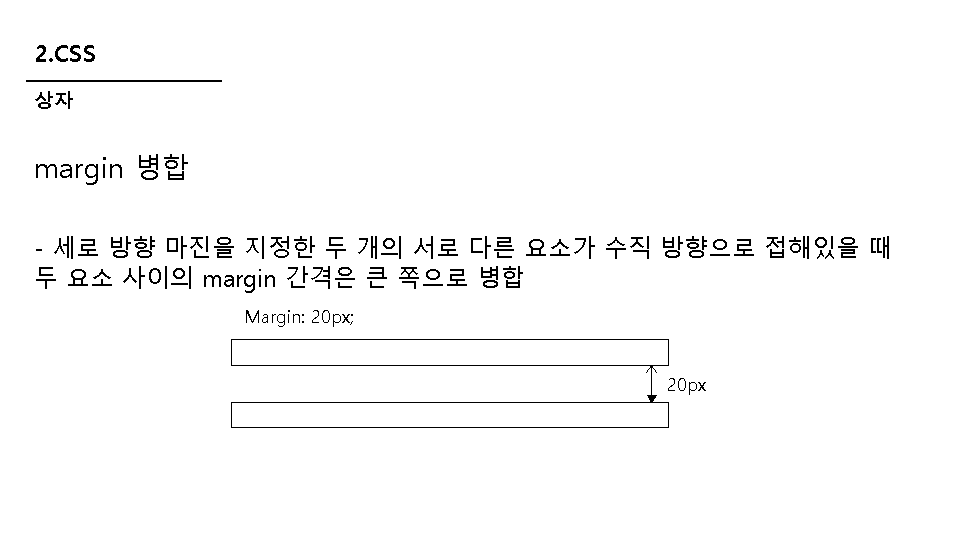 2.CSS
상자
margin 병합
- 세로 방향 마진을 지정한 두 개의 서로 다른 요소가 수직 방향으로 접해있을 때
두 요소 사이의 margin 간격은 큰 쪽으로 병합
Margin: 20px;
20px